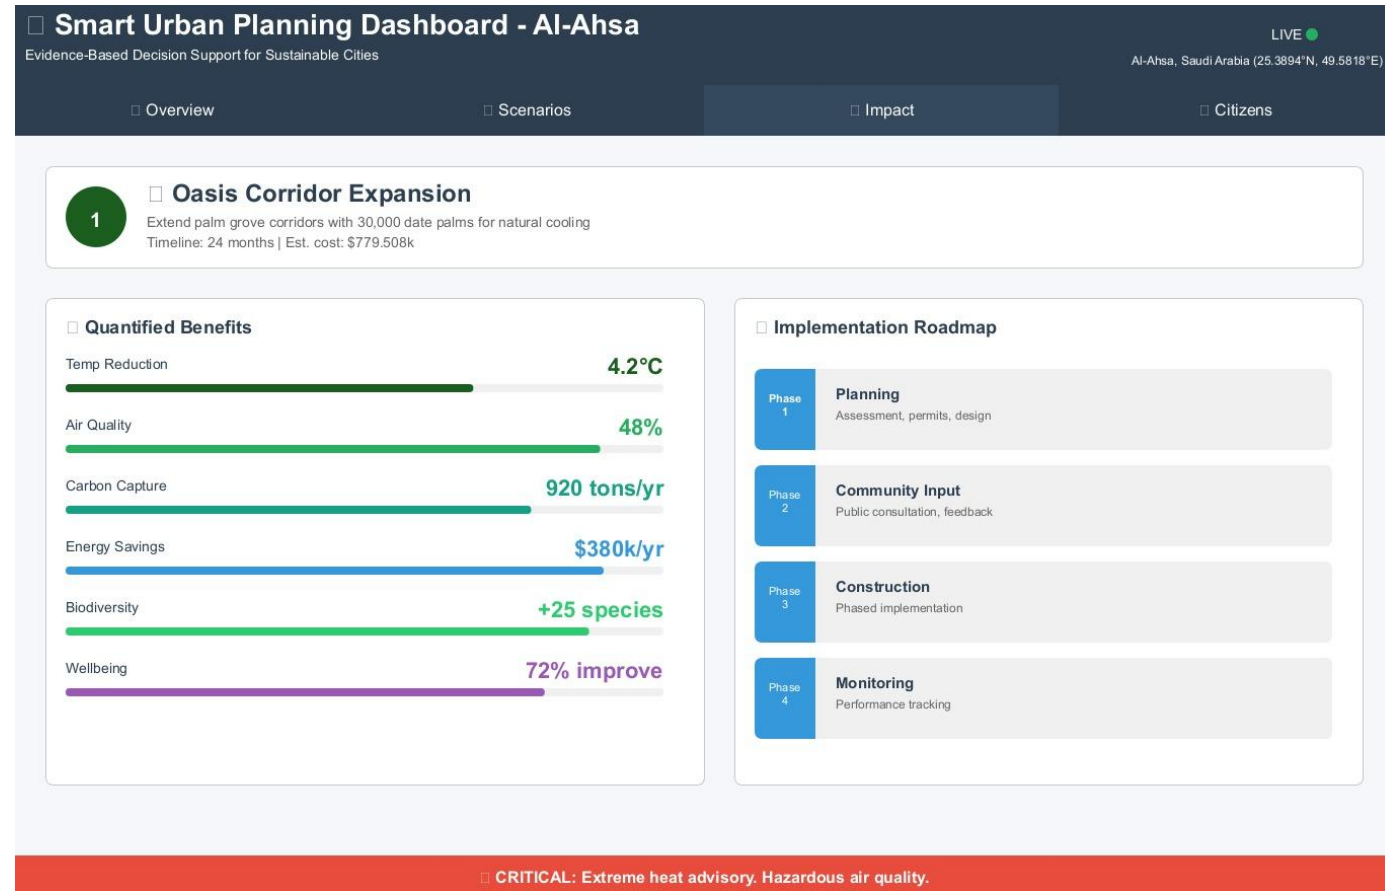 Smart Urban Planning Dashboard - Al-Ahsa
Evidence-Based Decision Support for Sustainable Cities
LIVE
Al-Ahsa, Saudi Arabia (25.3894°N, 49.5818°E)
Overview
Scenarios
Impact
Citizens
1
Oasis Corridor Expansion
Extend palm grove corridors with 30,000 date palms for natural cooling
Timeline: 24 months | Est. cost: $779.508k
Quantified Benefits
Temp Reduction
4.2°C
Air Quality
48%
Carbon Capture
920 tons/yr
Energy Savings
$380k/yr
Biodiversity
+25 species
Wellbeing
72% improve
Implementation Roadmap
Phase
1
Planning
Assessment, permits, design
Phase
2
Community Input
Public consultation, feedback
Phase
3
Construction
Phased implementation
Phase
4
Monitoring
Performance tracking
CRITICAL: Extreme heat advisory. Hazardous air quality.